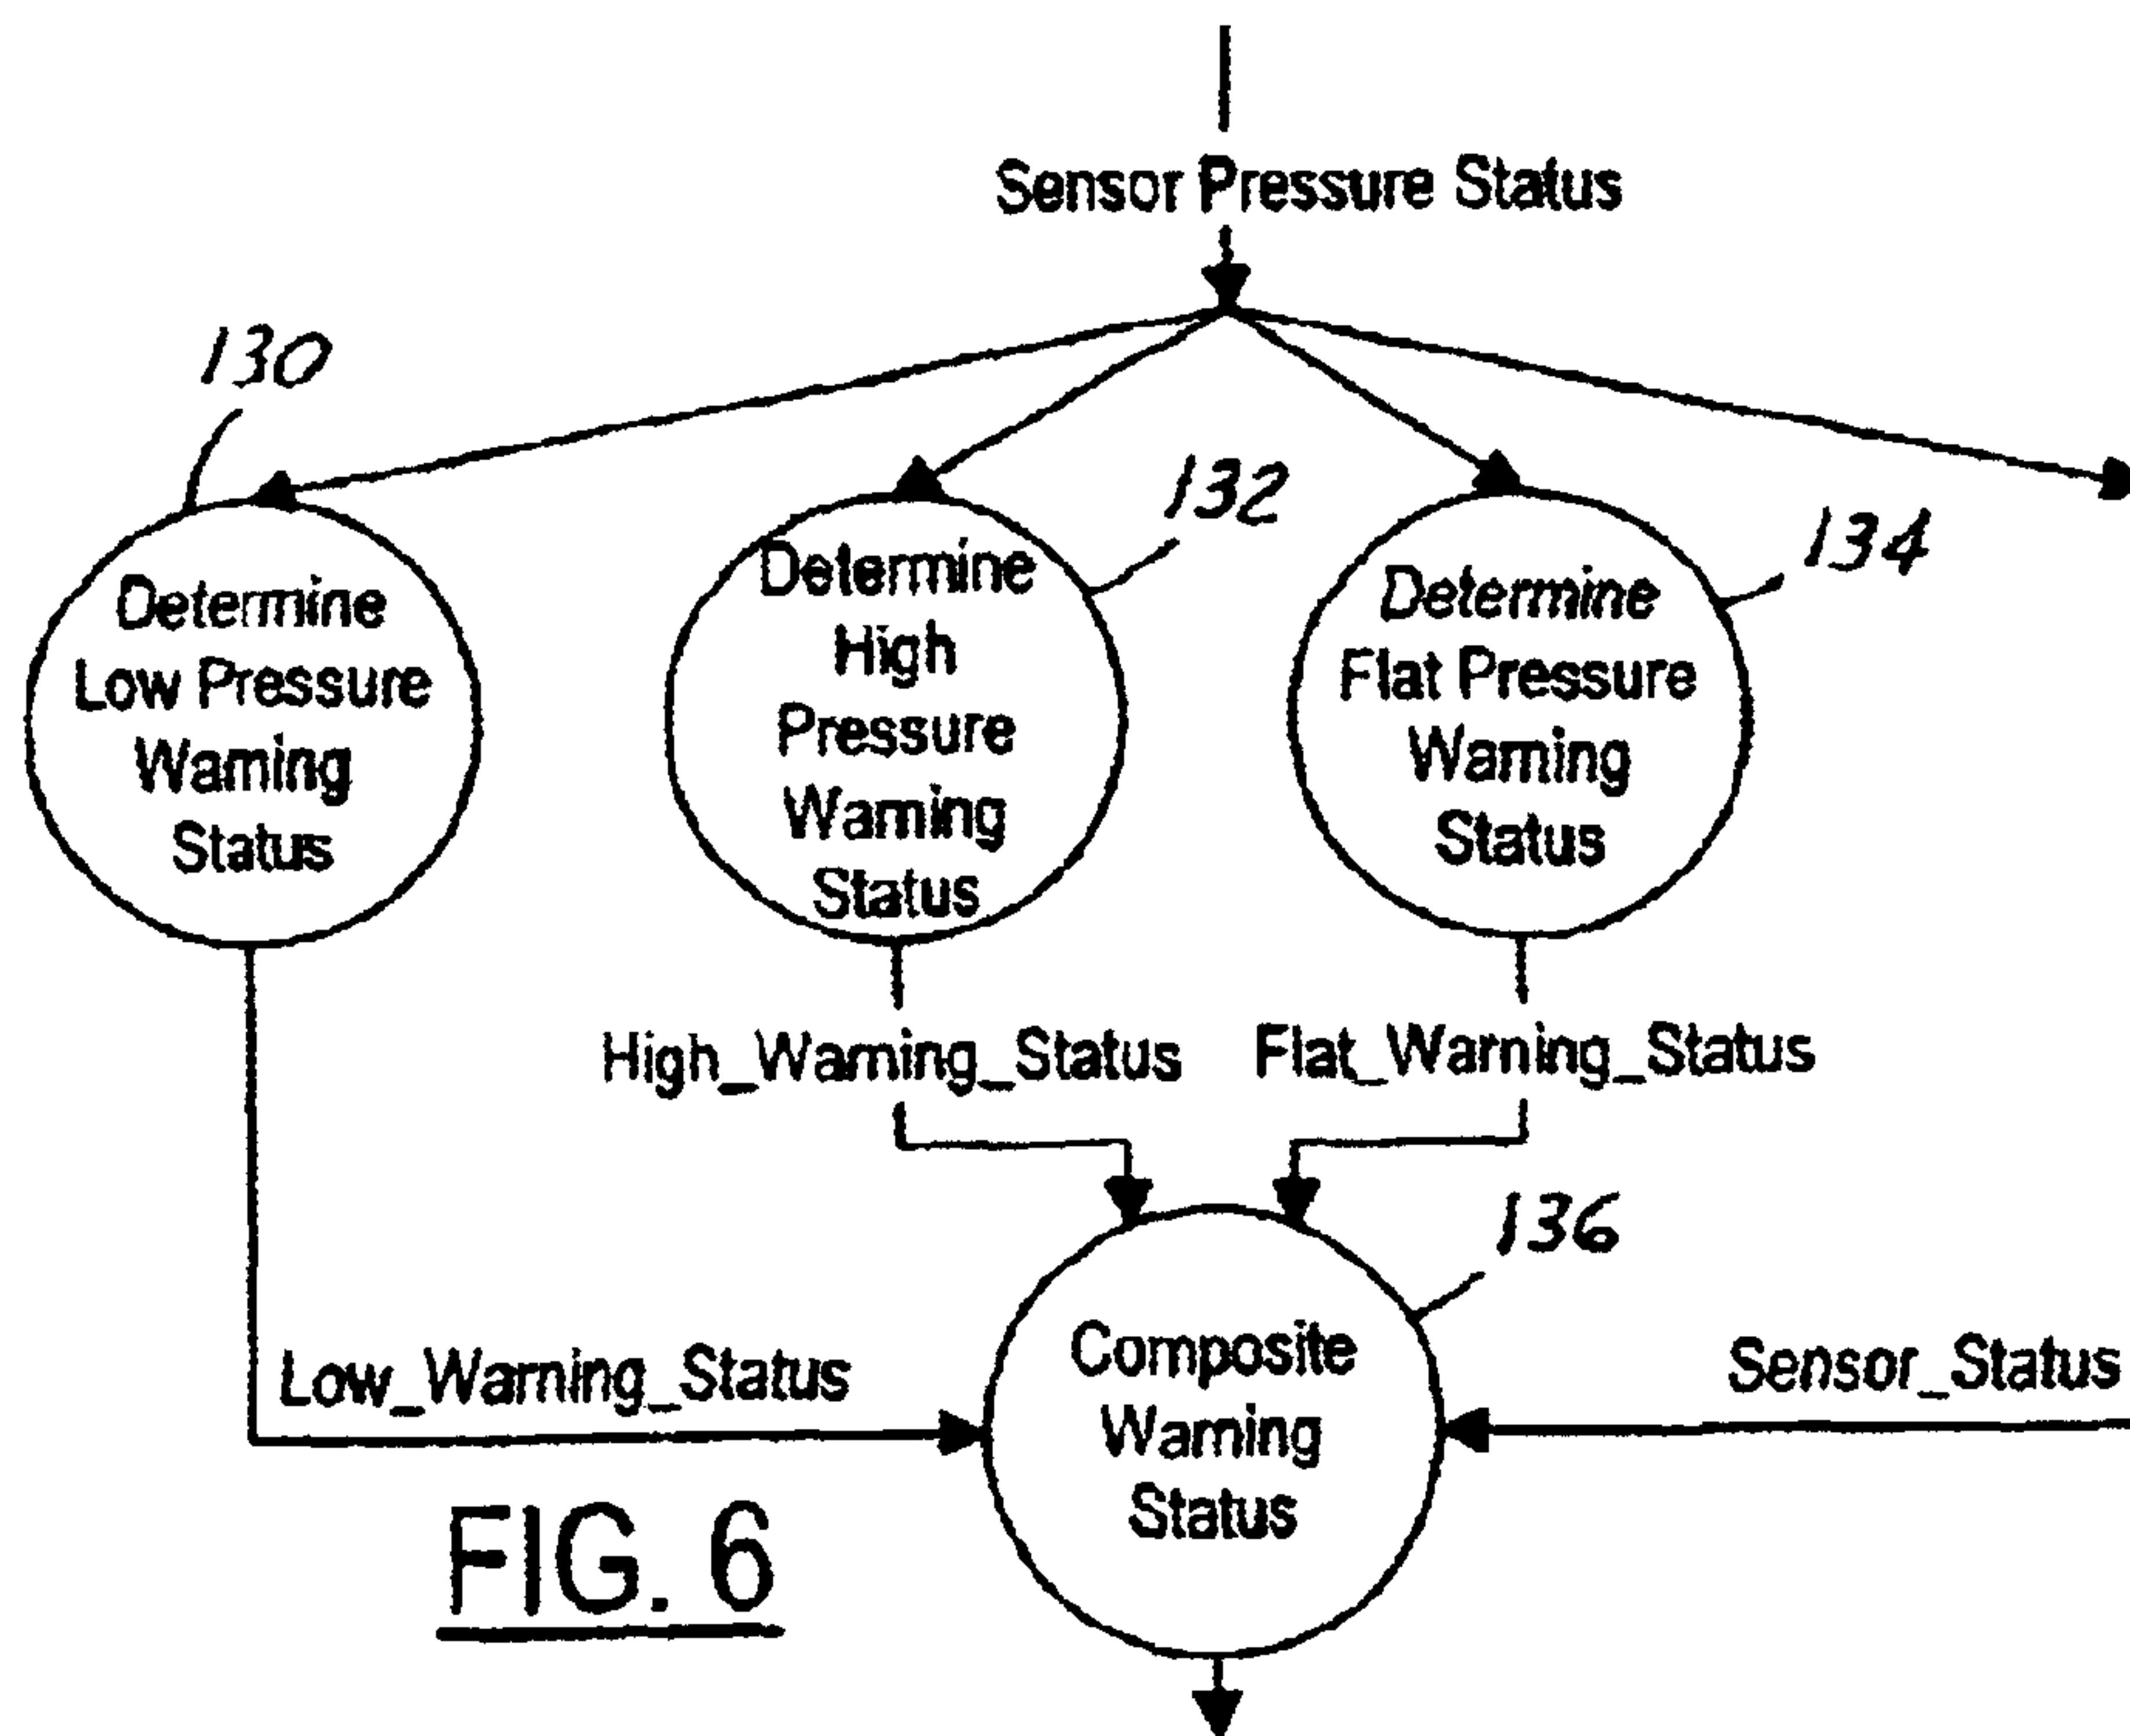 Sensor Pressure Status
130
132
134
Determine
Low Pressure
Warning
Status
Determine
High
Pressure
Warning
Status
Determine
Flat Pressure
Warning
Status
High_Warning_Status
Flat_Warning_Status
136
Low_Warning_Status
Composite
Warning
Status
Sensor_Status
FIG. 6